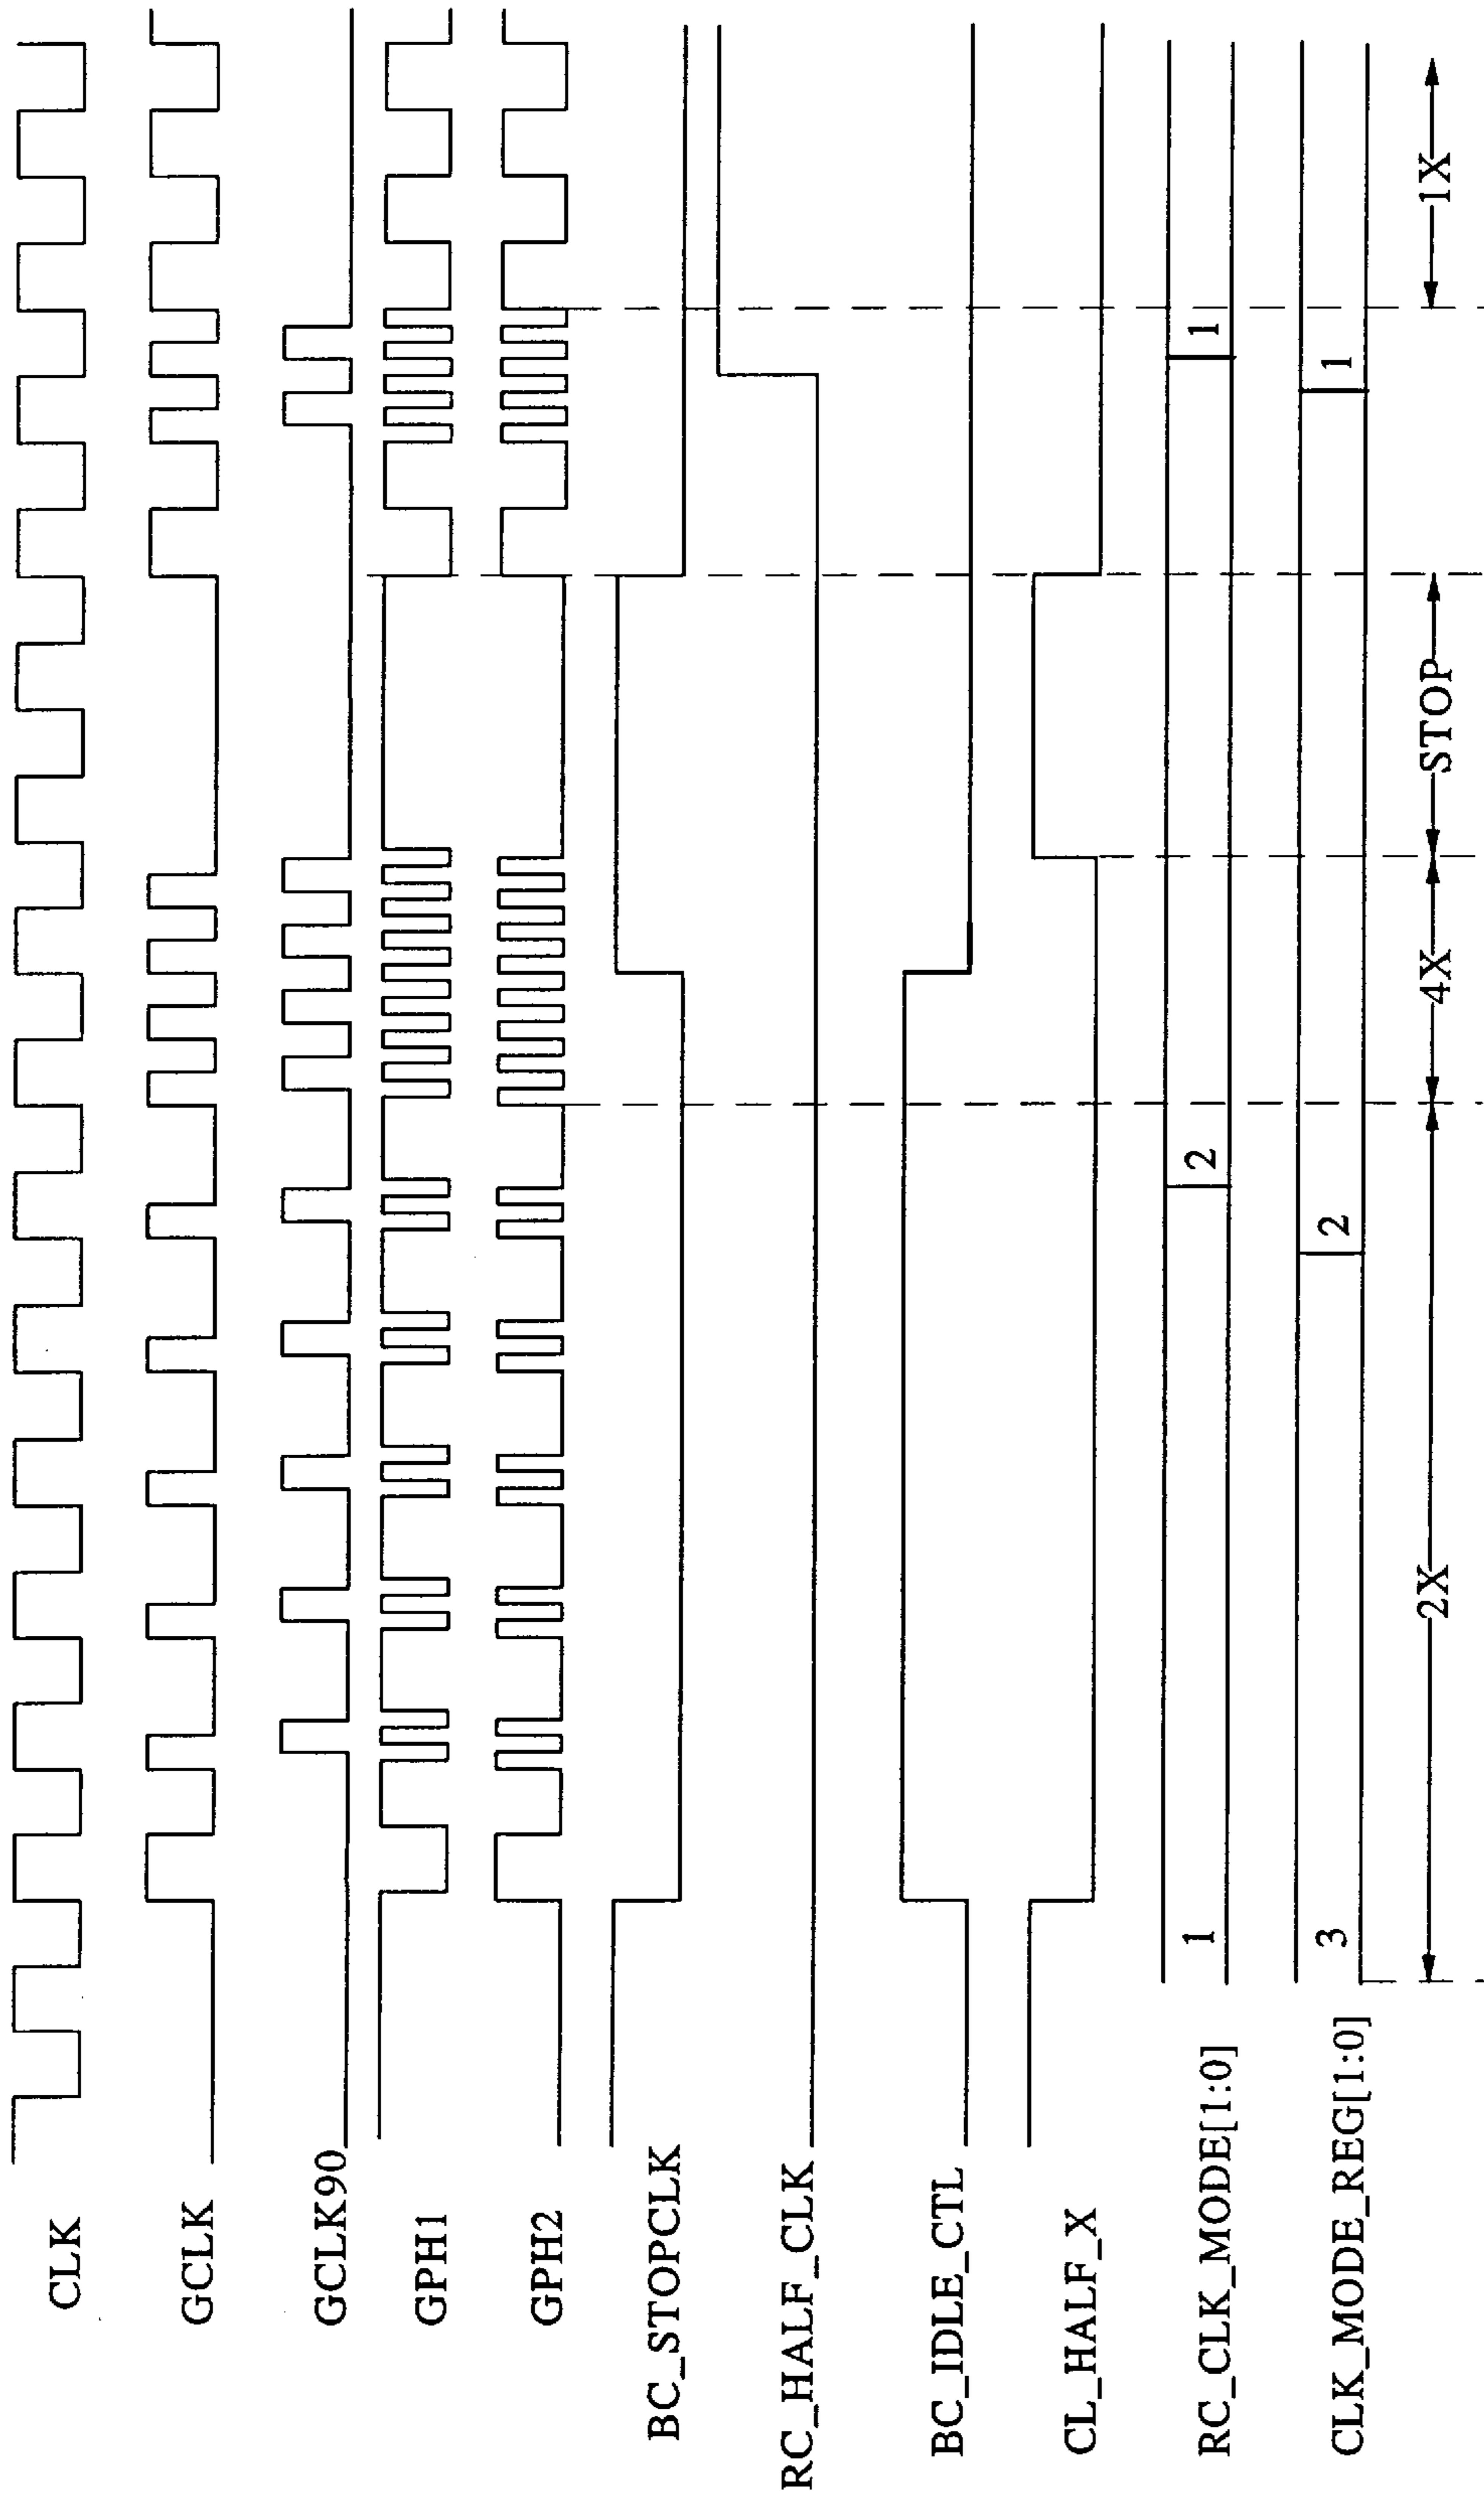 CLK
GCLK
GCLK90
GPH1
GPH2
BC_STOPCLK
RC_HALF_CLK
BC_IDLE_CTL
CL_HALF_X
RC_CLK_MODE[1:0] 1 2 1
CLK_MODE_REG[1:0] 3 2 1
2X 4X STOP 1X